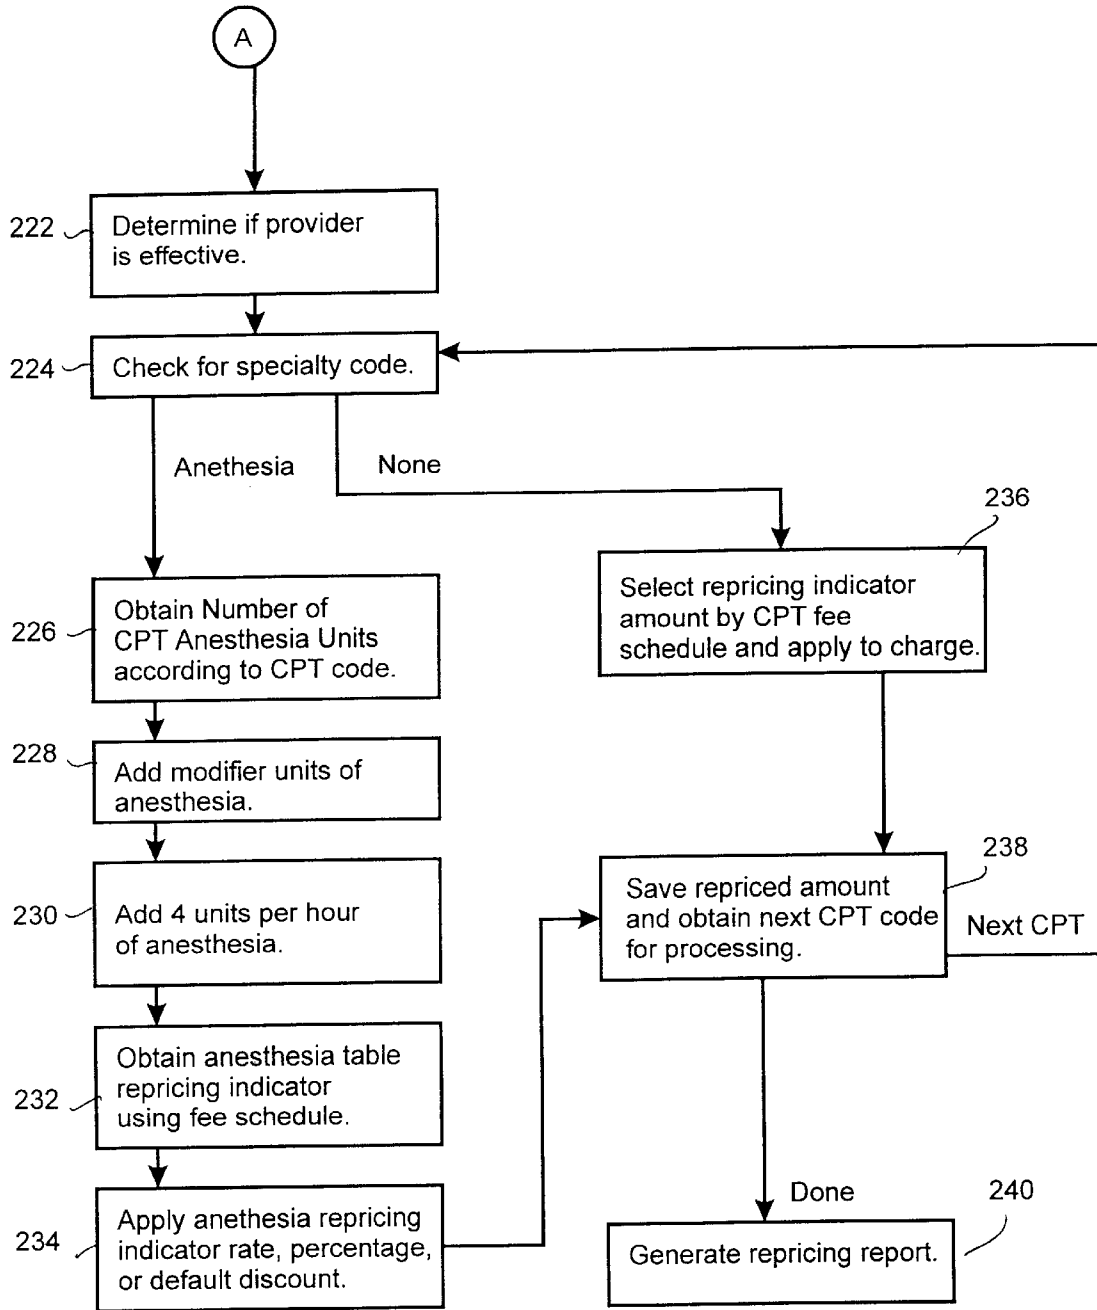 A
222
Determine if provider
is effective.
224
Check for specialty code.
Anethesia
None
226
Obtain Number of
CPT Anesthesia Units
according to CPT code.
228
Add modifier units of
anesthesia.
230
Add 4 units per hour
of anesthesia.
232
Obtain anesthesia table
repricing indicator
using fee schedule.
234
Apply anethesia repricing
indicator rate, percentage,
or default discount.
236
Select repricing indicator
amount by CPT fee
schedule and apply to charge.
238
Save repriced amount
and obtain next CPT code
for processing.
Next CPT
Done
240
Generate repricing report.